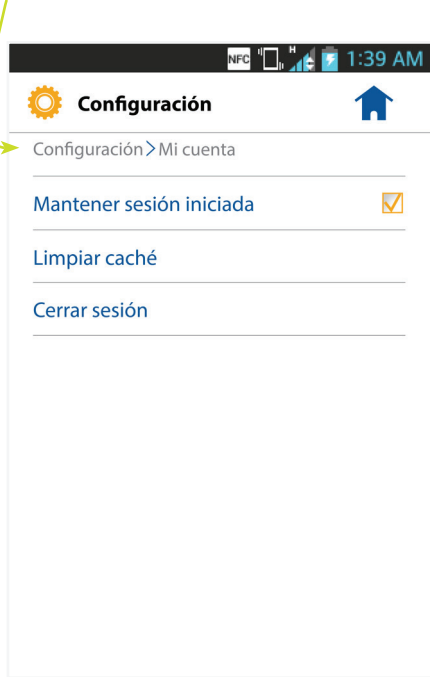 NFC H 1:39 AM
Configuración
Configuración>Mi cuenta
Mantener sesión iniciada
Limpiar caché
Cerrar sesión